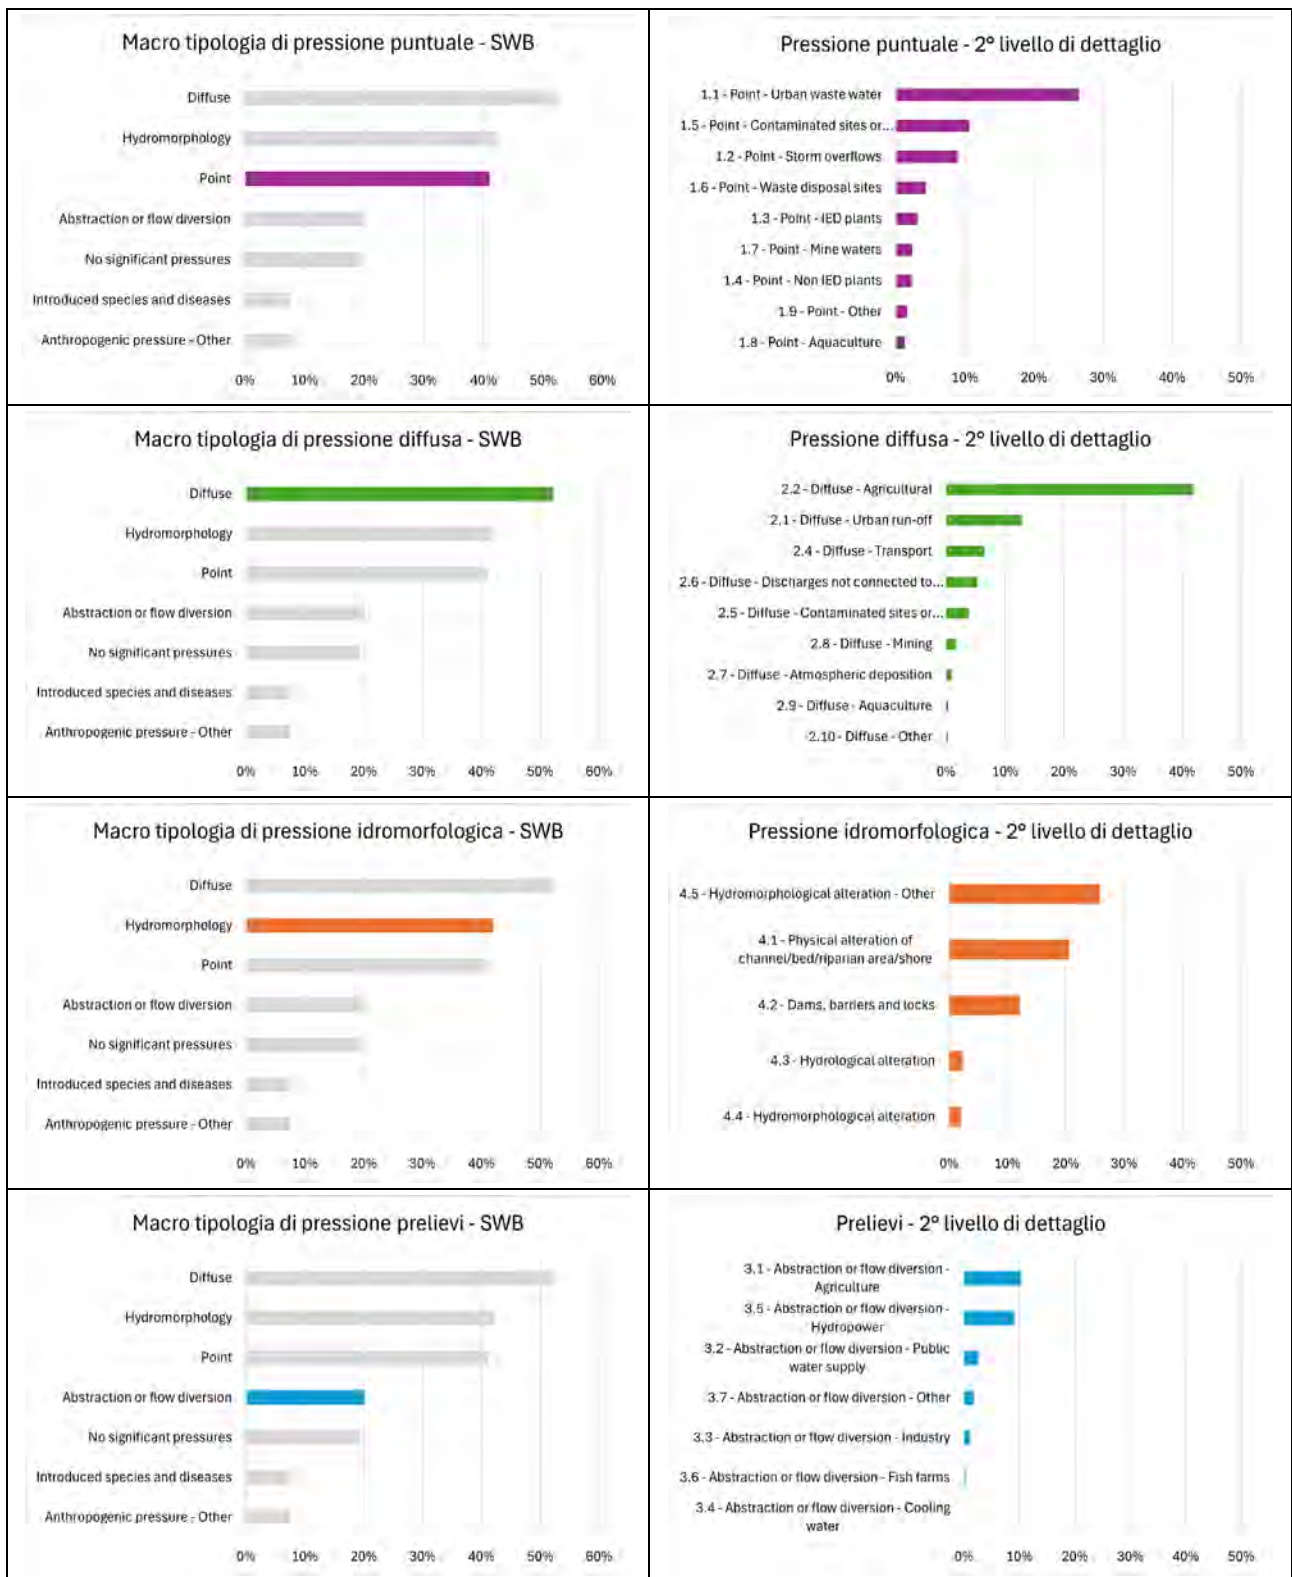 Macro tipologia di pressione puntuale - SWB
Diffuse
Hydromorphology
Point
Abstraction or flow diversion
No significant pressures
Introduced species and diseases
Anthropogenic pressure - Other
0% 10% 20% 30% 40% 50% 60%
Pressione puntuale - 2° livello di dettaglio
1.1 - Point - Urban waste water
1.5 - Point - Contaminated sites or...
1.2 - Point - Storm overflows
1.6 - Point - Waste disposal sites
1.3 - Point - IED plants
1.7 - Point - Mine waters
1.4 - Point - Non IED plants
1.9 - Point - Other
1.8 - Point - Aquaculture
0% 10% 20% 30% 40% 50%
Macro tipologia di pressione diffusa - SWB
Diffuse
Hydromorphology
Point
Abstraction or flow diversion
No significant pressures
Introduced species and diseases
Anthropogenic pressure - Other
0% 10% 20% 30% 40% 50% 60%
Pressione diffusa - 2° livello di dettaglio
2.2 - Diffuse - Agricultural
2.1 - Diffuse - Urban run-off
2.4 - Diffuse - Transport
2.6 - Diffuse - Discharges not connected to...
2.5 - Diffuse - Contaminated sites or...
2.8 - Diffuse - Mining
2.7 - Diffuse - Atmospheric deposition
2.9 - Diffuse - Aquaculture
2.10 - Diffuse - Other
0% 10% 20% 30% 40% 50%
Macro tipologia di pressione idromorfologica - SWB
Diffuse
Hydromorphology
Point
Abstraction or flow diversion
No significant pressures
Introduced species and diseases
Anthropogenic pressure - Other
0% 10% 20% 30% 40% 50% 60%
Pressione idromorfologica - 2° livello di dettaglio
4.5 - Hydromorphological alteration - Other
4.1 - Physical alteration of
channel/bed/riparian area/shore
4.2 - Dams, barriers and locks
4.3 - Hydrological alteration
4.4 - Hydromorphological alteration
0% 10% 20% 30% 40% 50%
Macro tipologia di pressione prelievi - SWB
Diffuse
Hydromorphology
Point
Abstraction or flow diversion
No significant pressures
Introduced species and diseases
Anthropogenic pressure - Other
0% 10% 20% 30% 40% 50% 60%
Prelievi - 2° livello di dettaglio
3.1 - Abstraction or flow diversion -
Agriculture
3.5 - Abstraction or flow diversion -
Hydropower
3.2 - Abstraction or flow diversion - Public
water supply
3.7 - Abstraction or flow diversion - Other
3.3 - Abstraction or flow diversion - Industry
3.6 - Abstraction or flow diversion - Fish farms
3.4 - Abstraction or flow diversion - Cooling
water
0% 10% 20% 30% 40% 50%